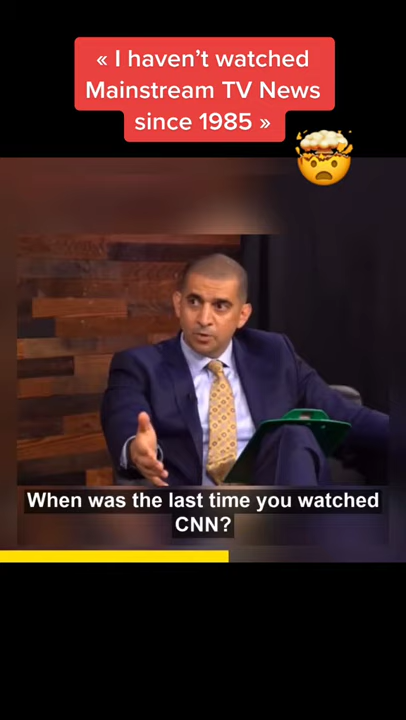 « I haven’t watched
Mainstream TV News
since 1985 »
When was the last time you watched
CNN?